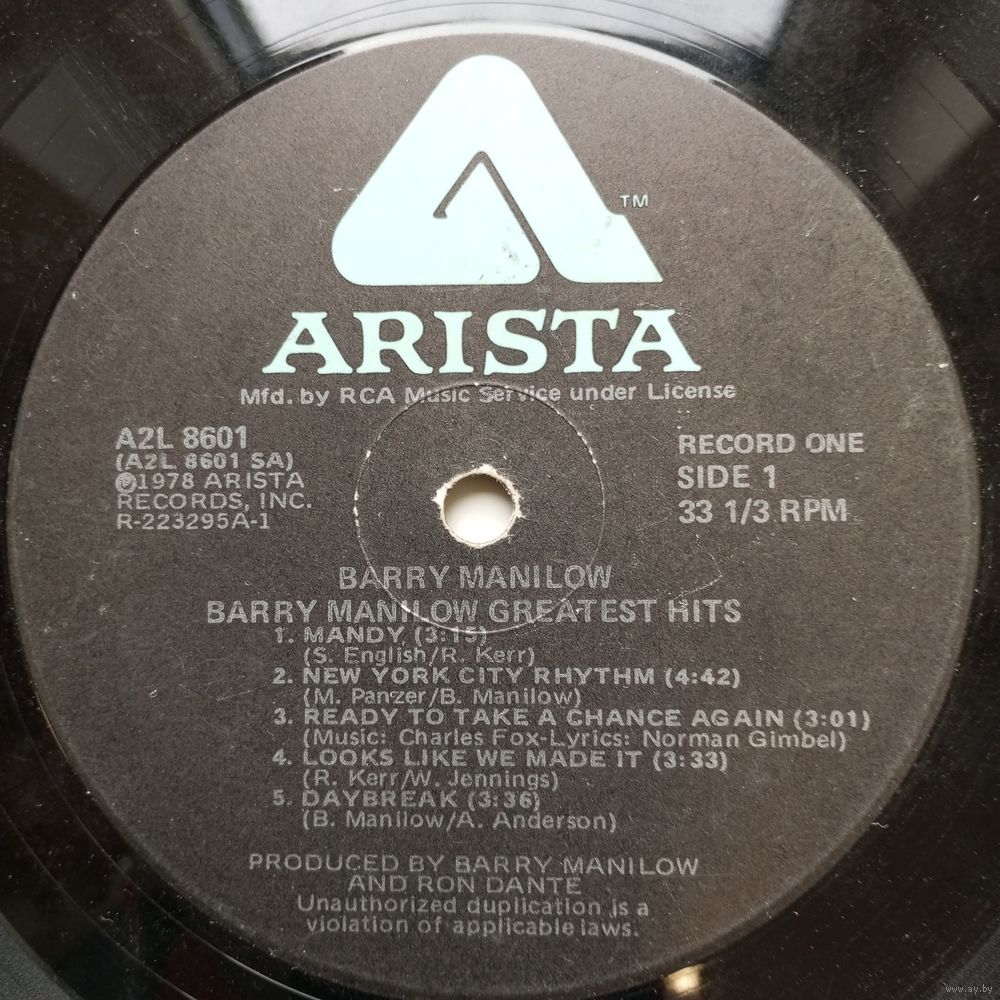 TM
ARISTA
Mfd. by RCA Music Service under License
A2L 8601
(A2L 8601 SA)
℗1978 ARISTA
RECORDS, INC.
R-223295A-1
RECORD ONE
SIDE 1
33 1/3 RPM
BARRY MANILOW
BARRY MANILOW GREATEST HITS
1. MANDY (3:15)
(S. English/R. Kerr)
2. NEW YORK CITY RHYTHM (4:42)
(M. Panzer/B. Manilow)
3. READY TO TAKE A CHANCE AGAIN (3:01)
(Music: Charles Fox-Lyrics: Norman Gimbel)
4. LOOKS LIKE WE MADE IT (3:33)
(R. Kerr/W. Jennings)
5. DAYBREAK (3:36)
(B. Manilow/A. Anderson)
PRODUCED BY BARRY MANILOW
AND RON DANTE
Unauthorized duplication is a
violation of applicable laws.
www.ay.by